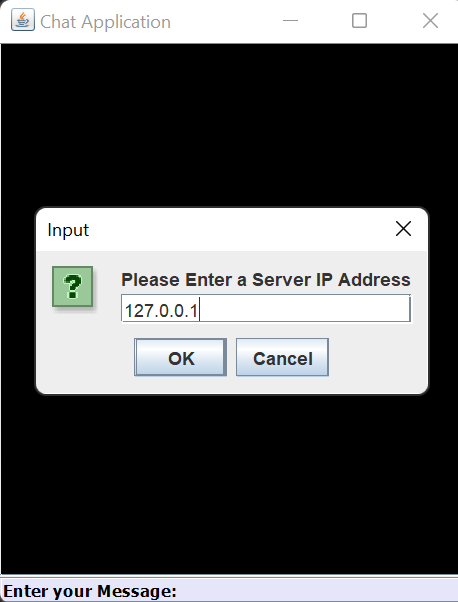 Chat Application
Input
?
Please Enter a Server IP Address
127.0.0.1
OK Cancel
Enter your Message: